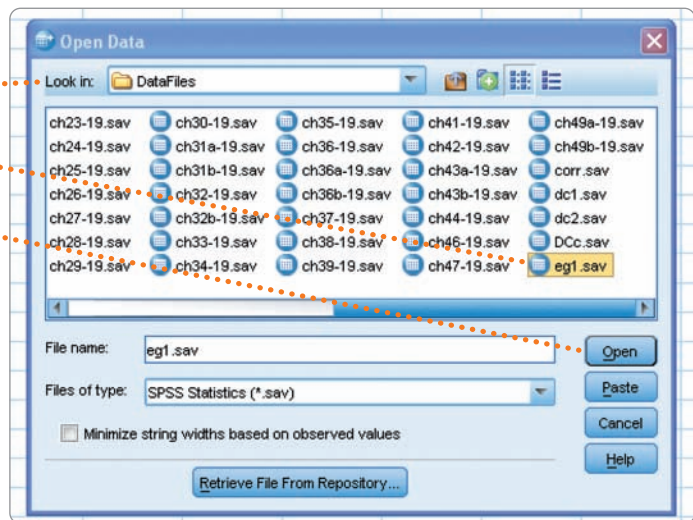 Open Data
Look in: DataFiles
ch23-19.sav ch30-19.sav ch35-19.sav ch41-19.sav ch49a-19.sav
ch24-19.sav ch31a-19.sav ch36-19.sav ch42-19.sav ch49b-19.sav
ch25-19.sav ch31b-19.sav ch36a-19.sav ch43a-19.sav corr.sav
ch26-19.sav ch32-19.sav ch36b-19.sav ch43b-19.sav dc1.sav
ch27-19.sav ch32b-19.sav ch37-19.sav ch44-19.sav dc2.sav
ch28-19.sav ch33-19.sav ch38-19.sav ch46-19.sav DCc.sav
ch29-19.sav ch34-19.sav ch39-19.sav ch47-19.sav eg1.sav
File name: eg1.sav Open
Files of type: SPSS Statistics (*.sav) Paste
Minimize string widths based on observed values Cancel
Help
Retrieve File From Repository...